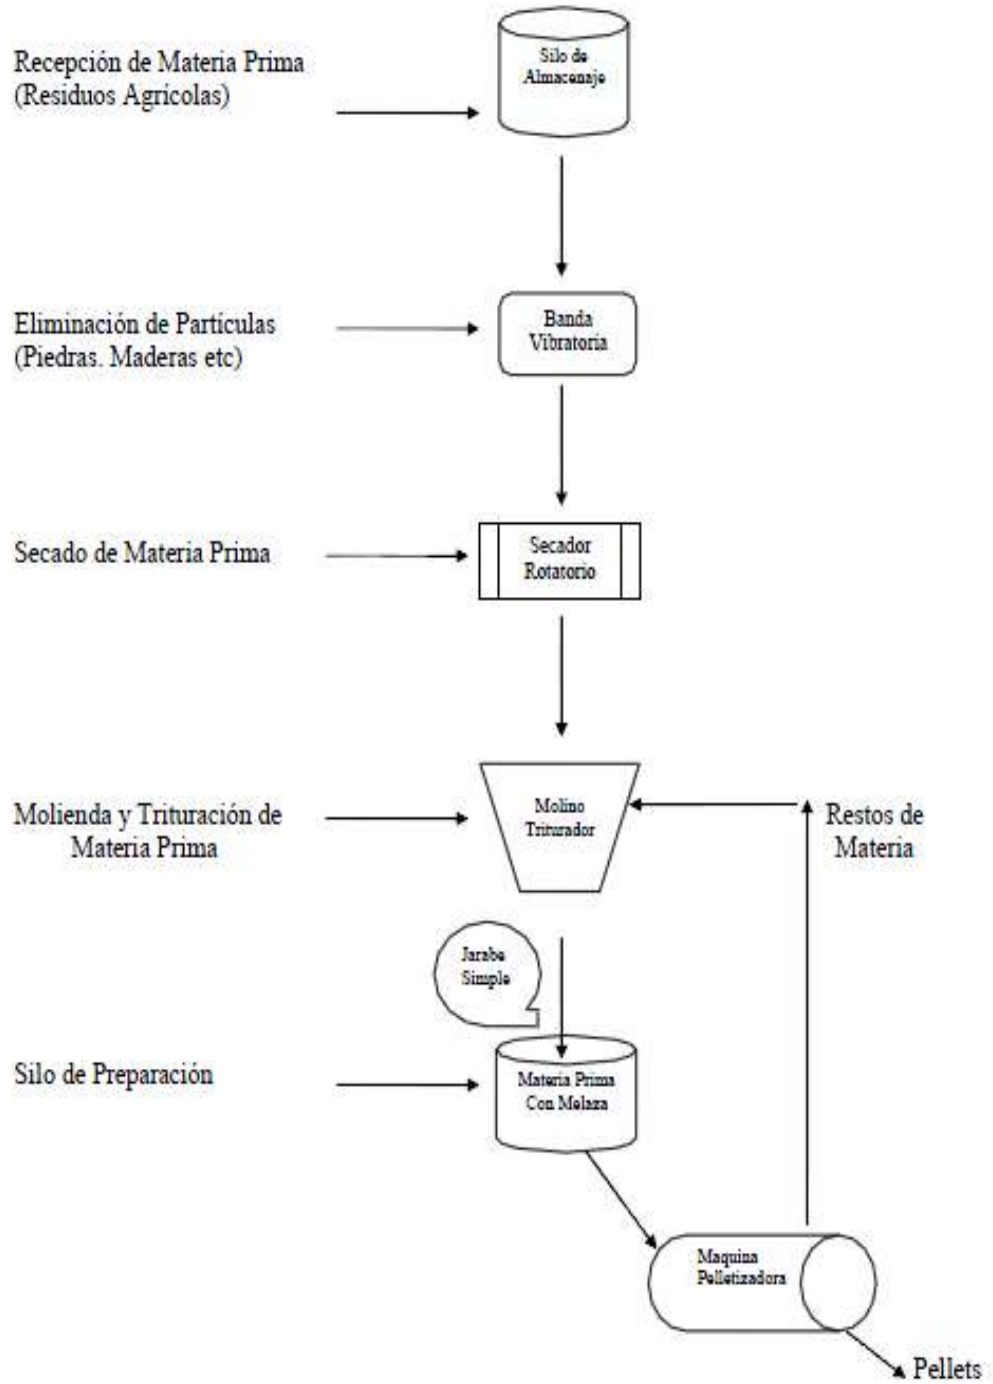 Recepción de Materia Prima
(Residuos Agrícolas)
Silo de
Almacenaje
Eliminación de Partículas
(Piedras. Maderas etc)
Banda
Vibratoria
Secado de Materia Prima
Secador
Rotatorio
Molienda y Trituración de
Materia Prima
Molino
Triturador
Restos de
Materia
Jarabe
Simple
Silo de Preparación
Materia Prima
Con Melaza
Maquina
Pelletizadora
Pellets